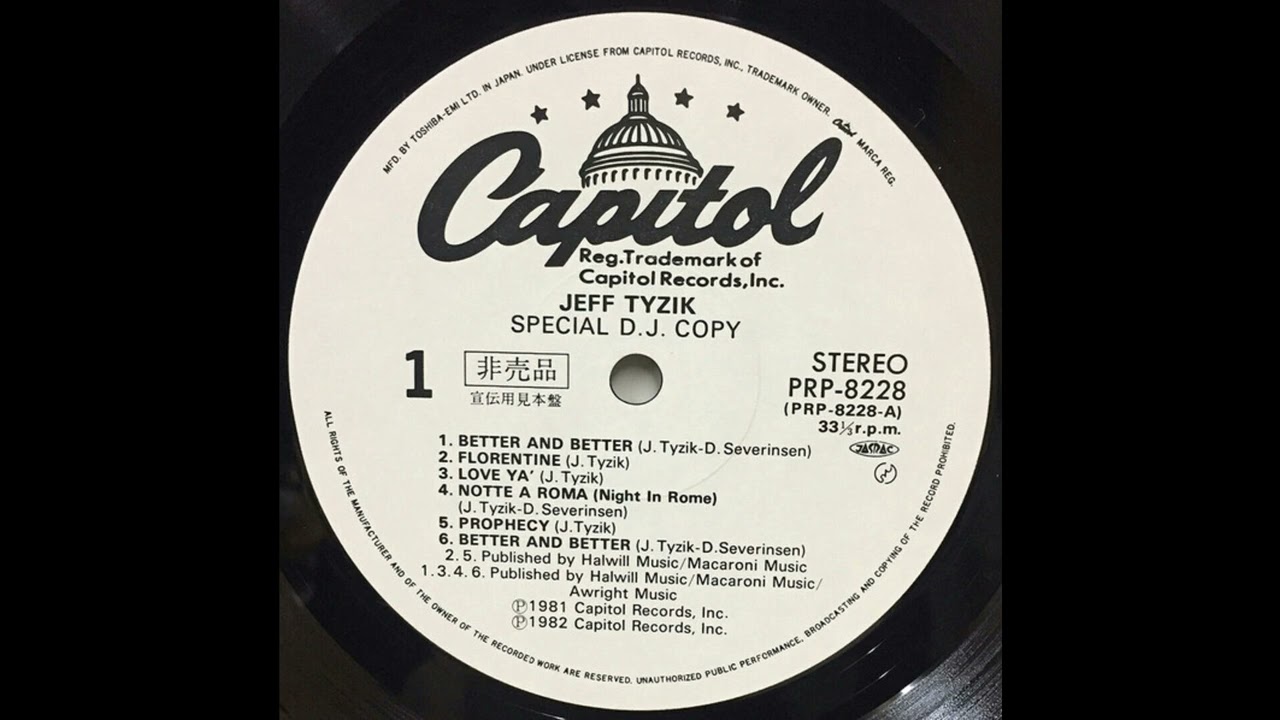 MFD. BY TOSHIBA-EMI LTD. IN JAPAN. UNDER LICENSE FROM CAPITOL RECORDS, INC., TRADEMARK OWNER. Capitol MARCA REG.
Capitol
Reg.Trademark of
Capitol Records,Inc.
JEFF TYZIK
SPECIAL D.J. COPY
1
非売品
宣伝用見本盤
STEREO
PRP-8228
(PRP-8228-A)
33⅓r.p.m.
JASRAC
1. BETTER AND BETTER (J. Tyzik-D. Severinsen)
2. FLORENTINE (J. Tyzik)
3. LOVE YA' (J. Tyzik)
4. NOTTE A ROMA (Night In Rome)
(J. Tyzik-D. Severinsen)
5. PROPHECY (J. Tyzik)
6. BETTER AND BETTER (J. Tyzik-D. Severinsen)
2. 5. Published by Halwill Music/Macaroni Music
1.3.4.6. Published by Halwill Music/Macaroni Music/
Awright Music
Ⓟ1981 Capitol Records, Inc.
Ⓟ1982 Capitol Records, Inc.
ALL RIGHTS OF THE MANUFACTURER AND OF THE OWNER OF THE RECORDED WORK ARE RESERVED. UNAUTHORIZED PUBLIC PERFORMANCE, BROADCASTING AND COPYING OF THE RECORD PROHIBITED.